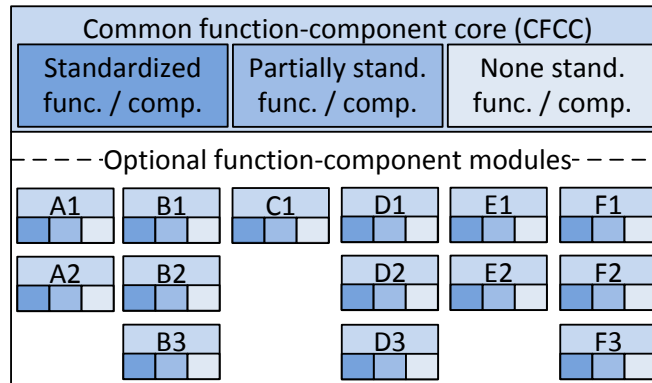 Common function-component core (CFCC)
Standardized Partially stand. None stand.
func. / comp. func. / comp. func. / comp.
Optional function-component modules
A1 B1 C1 D1 E1 F1
A2 B2 D2 E2 F2
B3 D3 F3